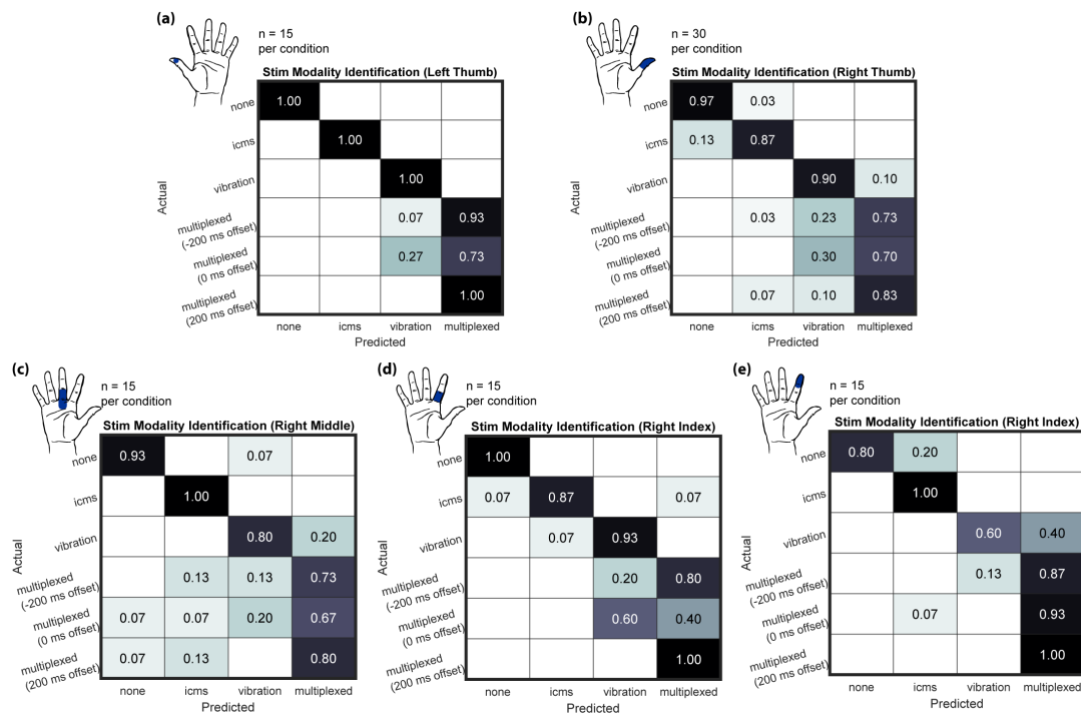 (a)
n = 15
per condition
Stim Modality Identification (Left Thumb)
Actual
none
1.00
icms
1.00
vibration
1.00
multiplexed
(-200 ms offset)
0.07
0.93
multiplexed
(0 ms offset)
0.27
0.73
multiplexed
(200 ms offset)
1.00
none
icms
vibration
multiplexed
Predicted
(b)
n = 30
per condition
Stim Modality Identification (Right Thumb)
Actual
none
0.97
0.03
icms
0.13
0.87
vibration
0.90
0.10
multiplexed
(-200 ms offset)
0.03
0.23
0.73
multiplexed
(0 ms offset)
0.30
0.70
multiplexed
(200 ms offset)
0.07
0.10
0.83
none
icms
vibration
multiplexed
Predicted
(c)
n = 15
per condition
Stim Modality Identification (Right Middle)
Actual
none
0.93
0.07
icms
1.00
vibration
0.80
0.20
multiplexed
(-200 ms offset)
0.13
0.13
0.73
multiplexed
(0 ms offset)
0.07
0.07
0.20
0.67
multiplexed
(200 ms offset)
0.07
0.13
0.80
none
icms
vibration
multiplexed
Predicted
(d)
n = 15
per condition
Stim Modality Identification (Right Index)
Actual
none
1.00
icms
0.07
0.87
0.07
vibration
0.07
0.93
multiplexed
(-200 ms offset)
0.20
0.80
multiplexed
(0 ms offset)
0.60
0.40
multiplexed
(200 ms offset)
1.00
none
icms
vibration
multiplexed
Predicted
(e)
n = 15
per condition
Stim Modality Identification (Right Index)
Actual
none
0.80
0.20
icms
1.00
vibration
0.60
0.40
multiplexed
(-200 ms offset)
0.13
0.87
multiplexed
(0 ms offset)
0.07
0.93
multiplexed
(200 ms offset)
1.00
none
icms
vibration
multiplexed
Predicted